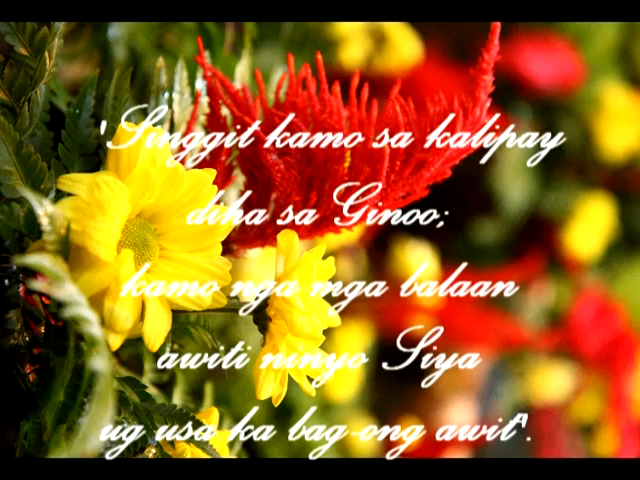 'Singgit kamo sa kalipay
diha sa Ginoo;
kamo nga mga balaan
awiti ninyo Siya
ug usa ka bag-ong awit'.